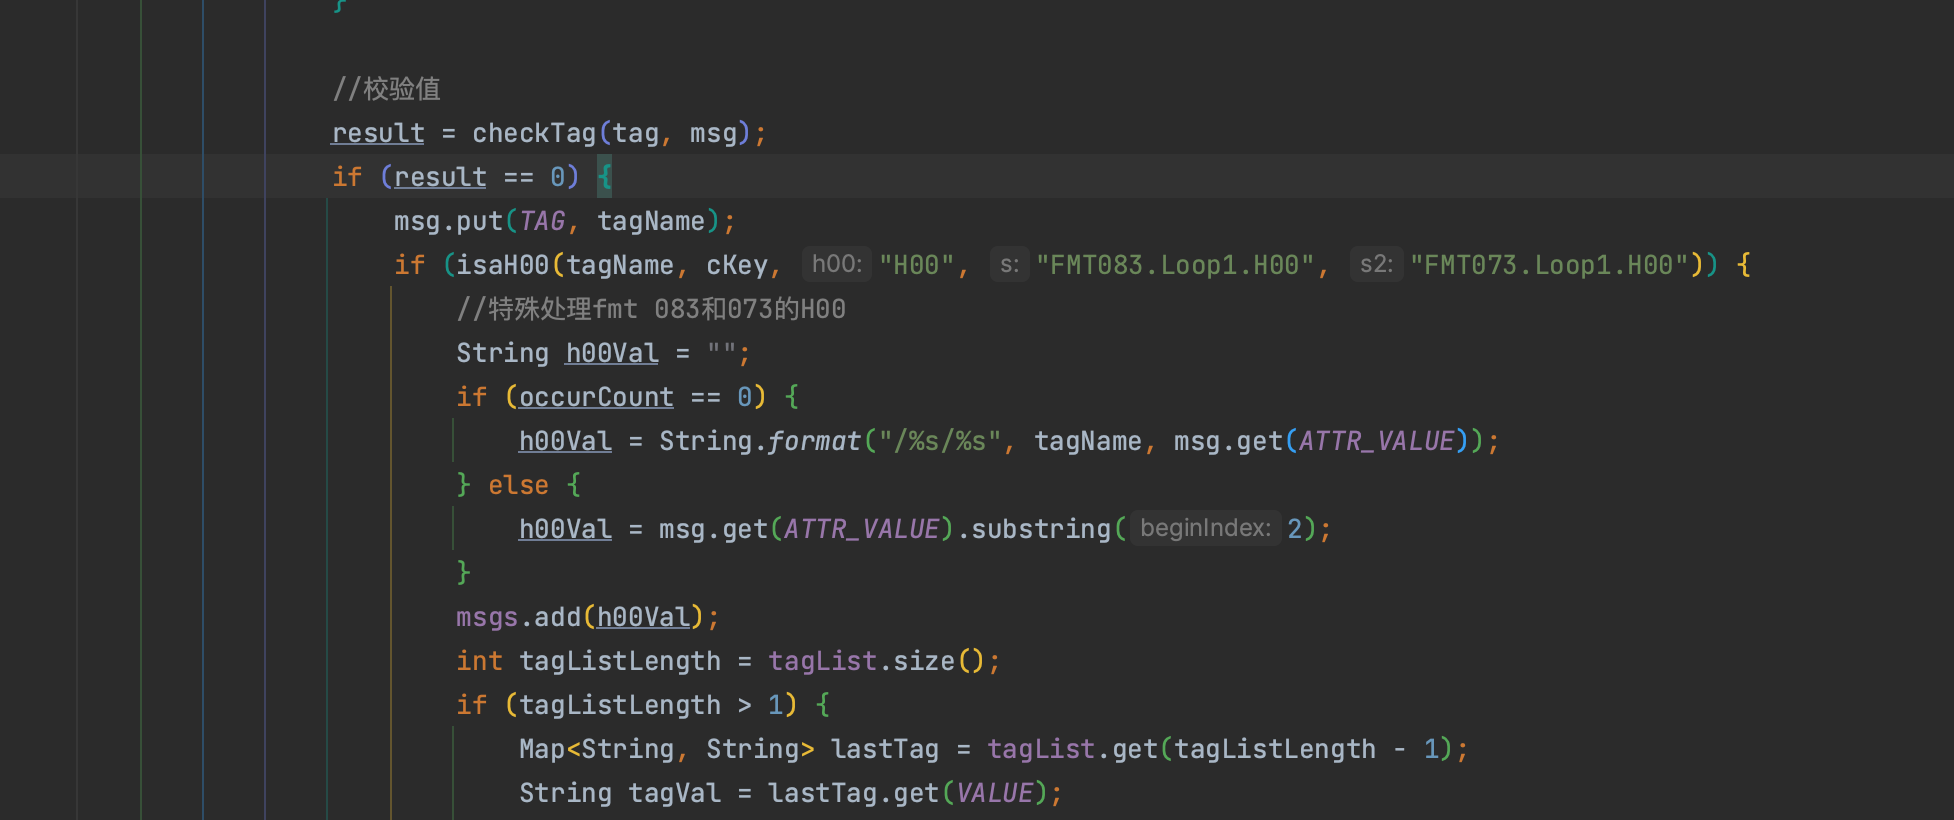 }
//校验值
result = checkTag(tag, msg);
if (result == 0) {
msg.put(TAG, tagName);
if (isaH00(tagName, cKey, h00: "H00", s: "FMT083.Loop1.H00", s2: "FMT073.Loop1.H00")) {
//特殊处理fmt 083和073的H00
String h00Val = "";
if (occurCount == 0) {
h00Val = String.format("/%s/%s", tagName, msg.get(ATTR_VALUE));
} else {
h00Val = msg.get(ATTR_VALUE).substring( beginIndex: 2);
}
msgs.add(h00Val);
int tagListLength = tagList.size();
if (tagListLength > 1) {
Map<String, String> lastTag = tagList.get(tagListLength - 1);
String tagVal = lastTag.get(VALUE);